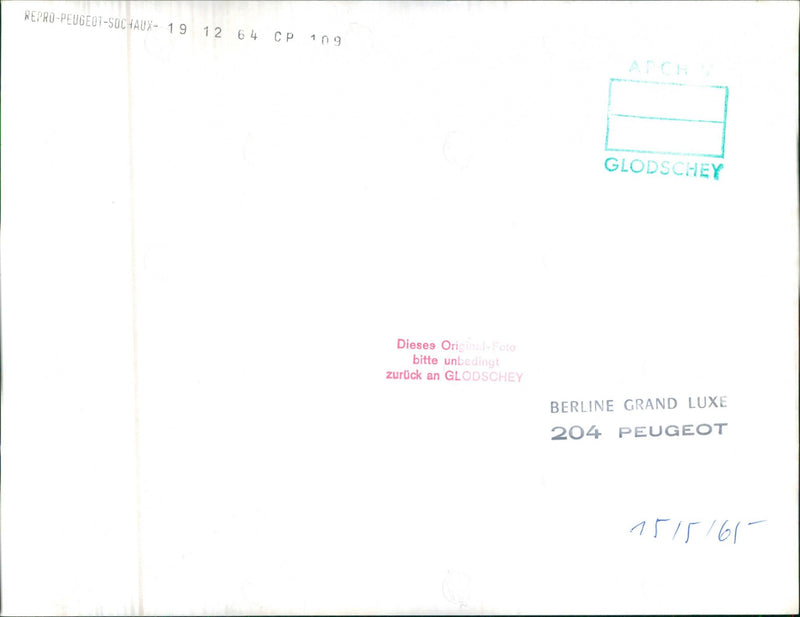 REPRO-PEUGEOT-SOCHAUX- 19 12 64 CP 109
ARCHIV
GLODSCHEY
Dieses Original-Foto
bitte unbedingt
zurück an GLODSCHEY
BERLINE GRAND LUXE
204 PEUGEOT
15/5/65